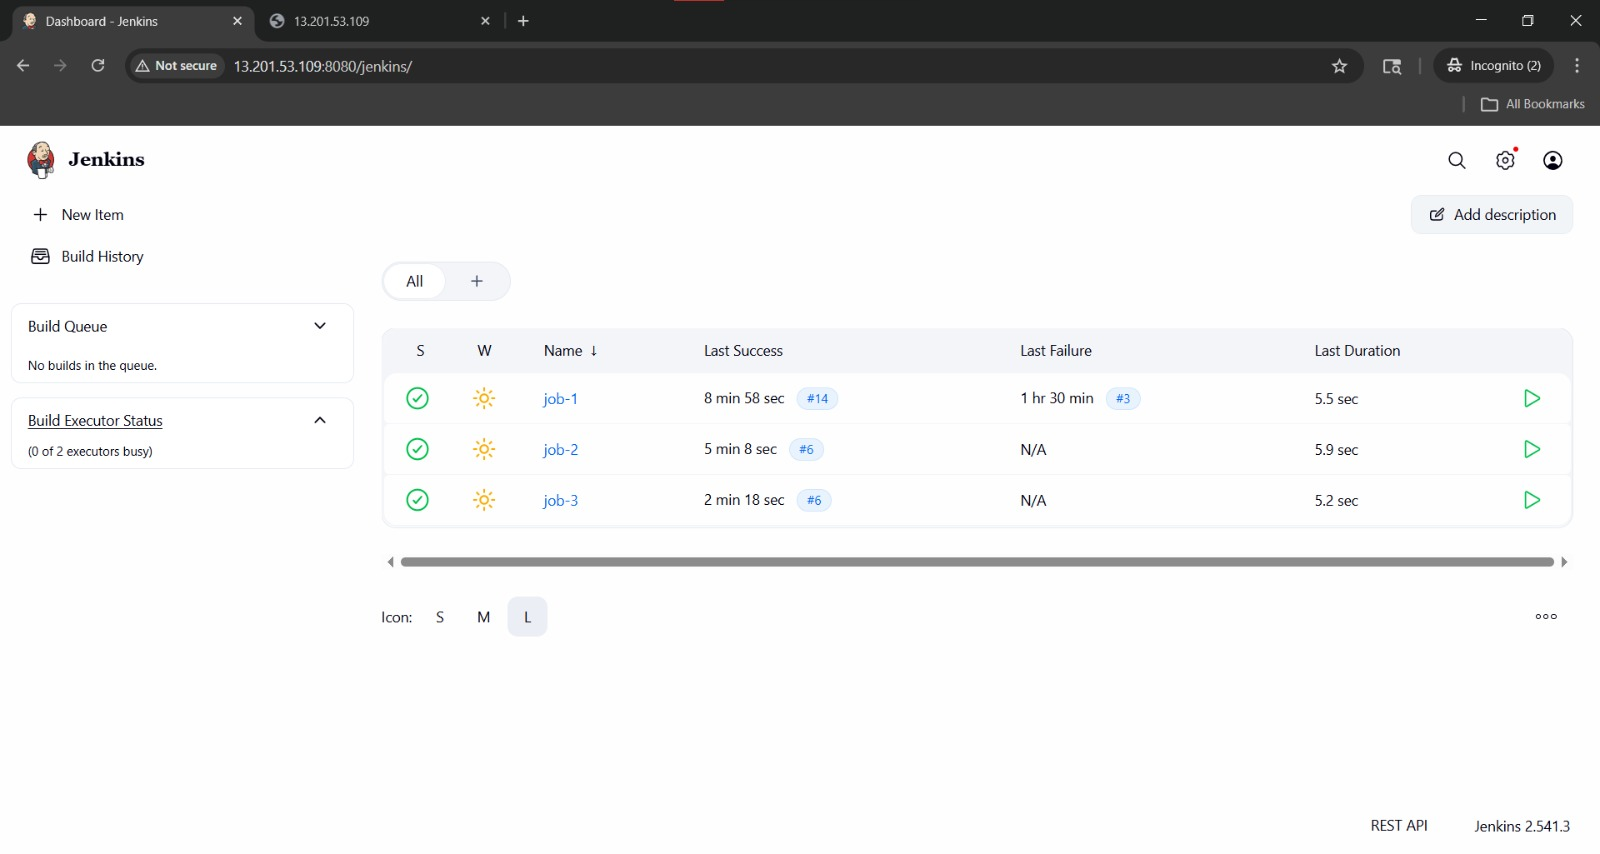 Dashboard - Jenkins
13.201.53.109
Not secure 13.201.53.109:8080/jenkins/
Incognito (2)
All Bookmarks
Jenkins
New Item
Add description
Build History
All
Build Queue
No builds in the queue.
Build Executor Status
(0 of 2 executors busy)
S W Name ↓ Last Success Last Failure Last Duration
job-1 8 min 58 sec #14 1 hr 30 min #3 5.5 sec
job-2 5 min 8 sec #6 N/A 5.9 sec
job-3 2 min 18 sec #6 N/A 5.2 sec
Icon: S M L
REST API Jenkins 2.541.3